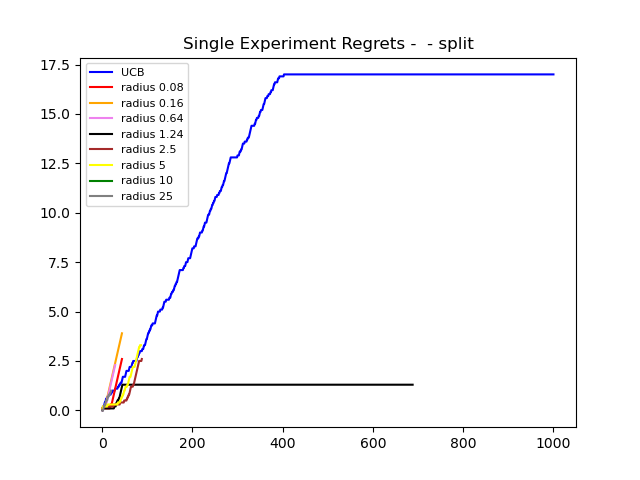 Single Experiment Regrets -  - split
17.5
15.0
12.5
10.0
7.5
5.0
2.5
0.0
UCB
radius 0.08
radius 0.16
radius 0.64
radius 1.24
radius 2.5
radius 5
radius 10
radius 25
0 200 400 600 800 1000